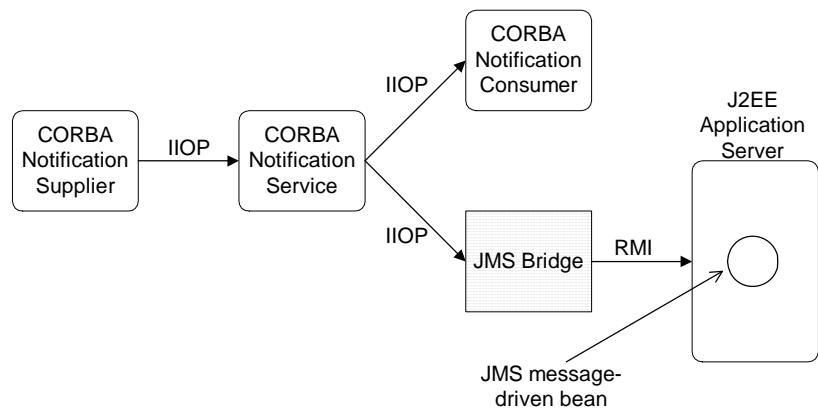 CORBA
Notification
Supplier
IIOP
CORBA
Notification
Service
IIOP
CORBA
Notification
Consumer
IIOP
JMS Bridge
RMI
J2EE
Application
Server
JMS message-
driven bean